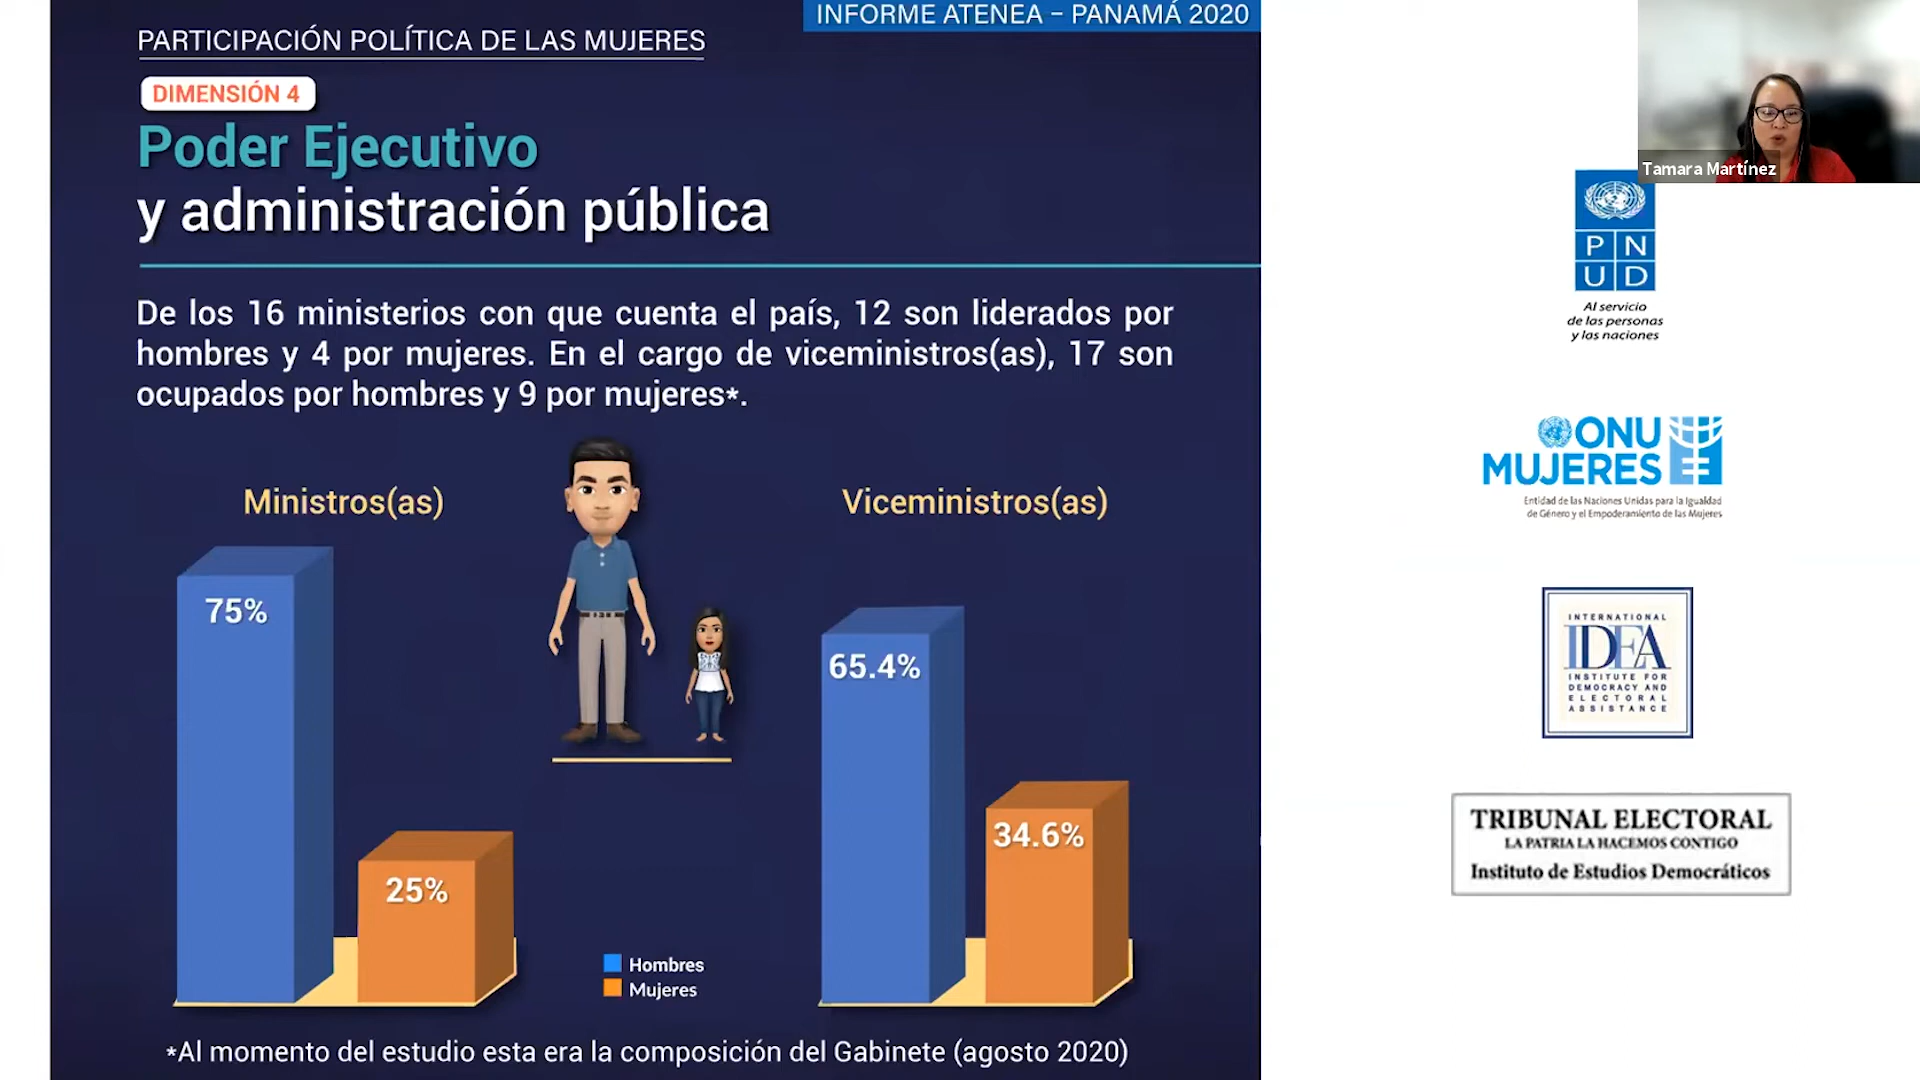 INFORME ATENEA – PANAMÁ 2020
PARTICIPACIÓN POLÍTICA DE LAS MUJERES
DIMENSIÓN 4
Poder Ejecutivo
y administración pública
De los 16 ministerios con que cuenta el país, 12 son liderados por
hombres y 4 por mujeres. En el cargo de viceministros(as), 17 son
ocupados por hombres y 9 por mujeres*.
Ministros(as)
75%
25%
Viceministros(as)
65.4%
34.6%
Hombres
Mujeres
*Al momento del estudio esta era la composición del Gabinete (agosto 2020)
Tamara Martínez
P N
U D
Al servicio
de las personas
y las naciones
ONU
MUJERES
Entidad de las Naciones Unidas para la Igualdad
de Género y el Empoderamiento de las Mujeres
INTERNATIONAL
IDEA
INSTITUTE FOR
DEMOCRACY AND
ELECTORAL
ASSISTANCE
TRIBUNAL ELECTORAL
LA PATRIA LA HACEMOS CONTIGO
Instituto de Estudios Democráticos